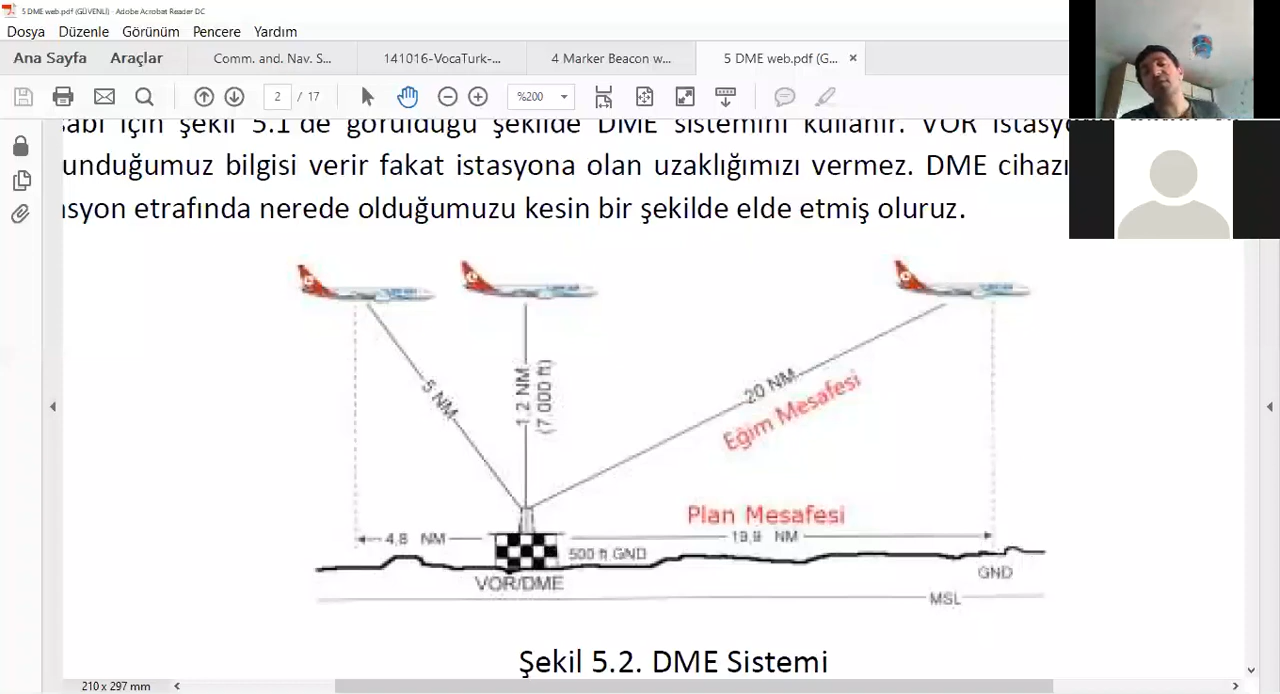 5 DME web.pdf (GÜVENLİ) - Adobe Acrobat Reader DC
Dosya Düzenle Görünüm Pencere Yardım
Ana Sayfa Araçlar Comm. and. Nav. S... 141016-VocaTurk-... 4 Marker Beacon w... 5 DME web.pdf (G... ×
2 / 17 %200
için şekil 5.1 de görüldüğü şekilde DME sistemini kullanır. VOR
unduğumuz bilgisi verir fakat istasyona olan uzaklığımızı vermez. DME cihazı
asyon etrafında nerede olduğumuzu kesin bir şekilde elde etmiş oluruz.
5 NM
1,2 NM
(7.000 ft)
20 NM
Eğim Mesafesi
Plan Mesafesi
4,8 NM
19,9 NM
500 ft GND
VOR/DME
GND
MSL
Şekil 5.2. DME Sistemi
210 x 297 mm